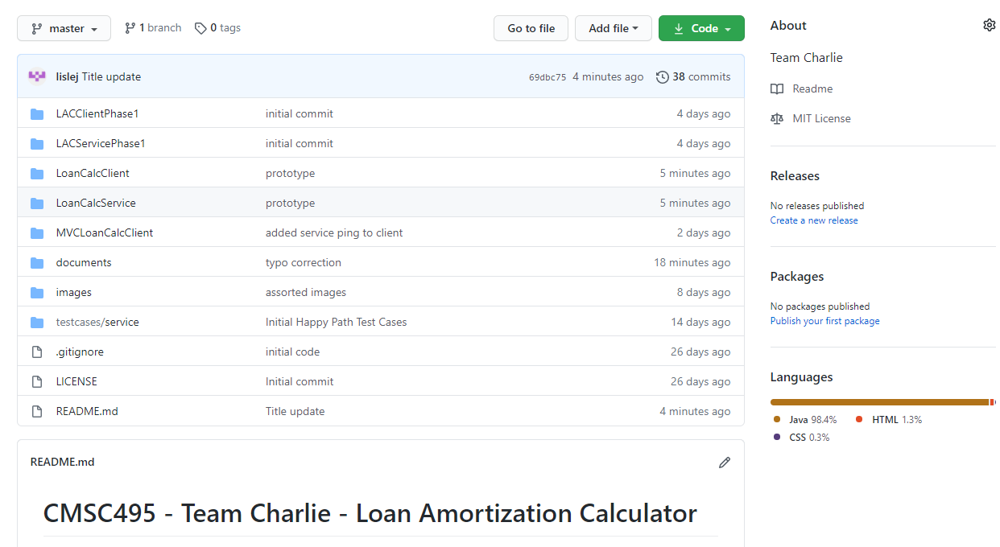 master 1 branch 0 tags Go to file Add file Code
lislej Title update 69dbc75 4 minutes ago 38 commits
LACClientPhase1 initial commit 4 days ago
LACServicePhase1 initial commit 4 days ago
LoanCalcClient prototype 5 minutes ago
LoanCalcService prototype 5 minutes ago
MVCLoanCalcClient added service ping to client 2 days ago
documents typo correction 18 minutes ago
images assorted images 8 days ago
testcases/service Initial Happy Path Test Cases 14 days ago
.gitignore initial code 26 days ago
LICENSE Initial commit 26 days ago
README.md Title update 4 minutes ago
README.md
CMSC495 - Team Charlie - Loan Amortization Calculator
About
Team Charlie
Readme
MIT License
Releases
No releases published
Create a new release
Packages
No packages published
Publish your first package
Languages
Java 98.4% HTML 1.3%
CSS 0.3%